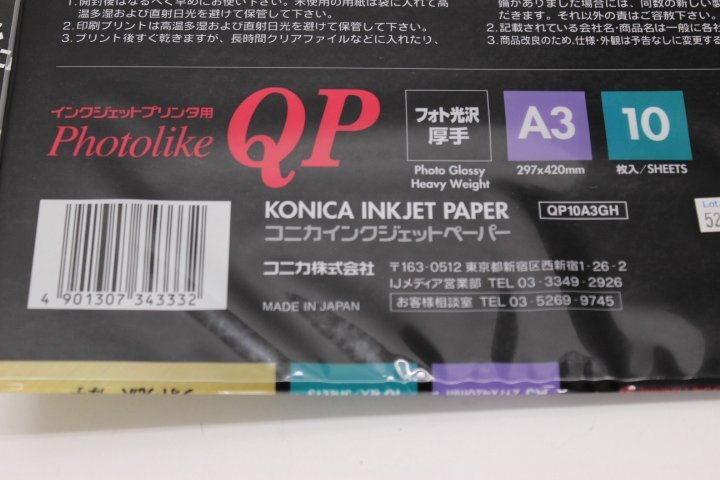 1.開封後はなるべく早めにお使い下さい。未使用の用紙は袋に入れて高
温多湿および直射日光を避けて保管して下さい。
2.印刷プリントは高温多湿および直射日光を避けて保管して下さい。
3.プリント後すぐ乾きますが、長時間クリアファイルなどに入れたり、
備がありました場合には、同数の新しい製
だきます。それ以外の責はご容赦下さい。
2.記載されている会社名・商品名は一般に各社
3.商品改良のため、仕様・外観は予告なしに変更する
インクジェットプリンタ用
Photolike QP
フォト光沢
厚手
Photo Glossy
Heavy Weight
A3
297x420mm
10
枚入/SHEETS
KONICA INKJET PAPER
QP10A3GH
コニカインクジェットペーパー
コニカ株式会社
〒163-0512 東京都新宿区西新宿1-26-2
IJメディア営業部 TEL 03-3349-2926
お客様相談室 TEL 03-5269-9745
MADE IN JAPAN
4 901307 343332
Lot
52